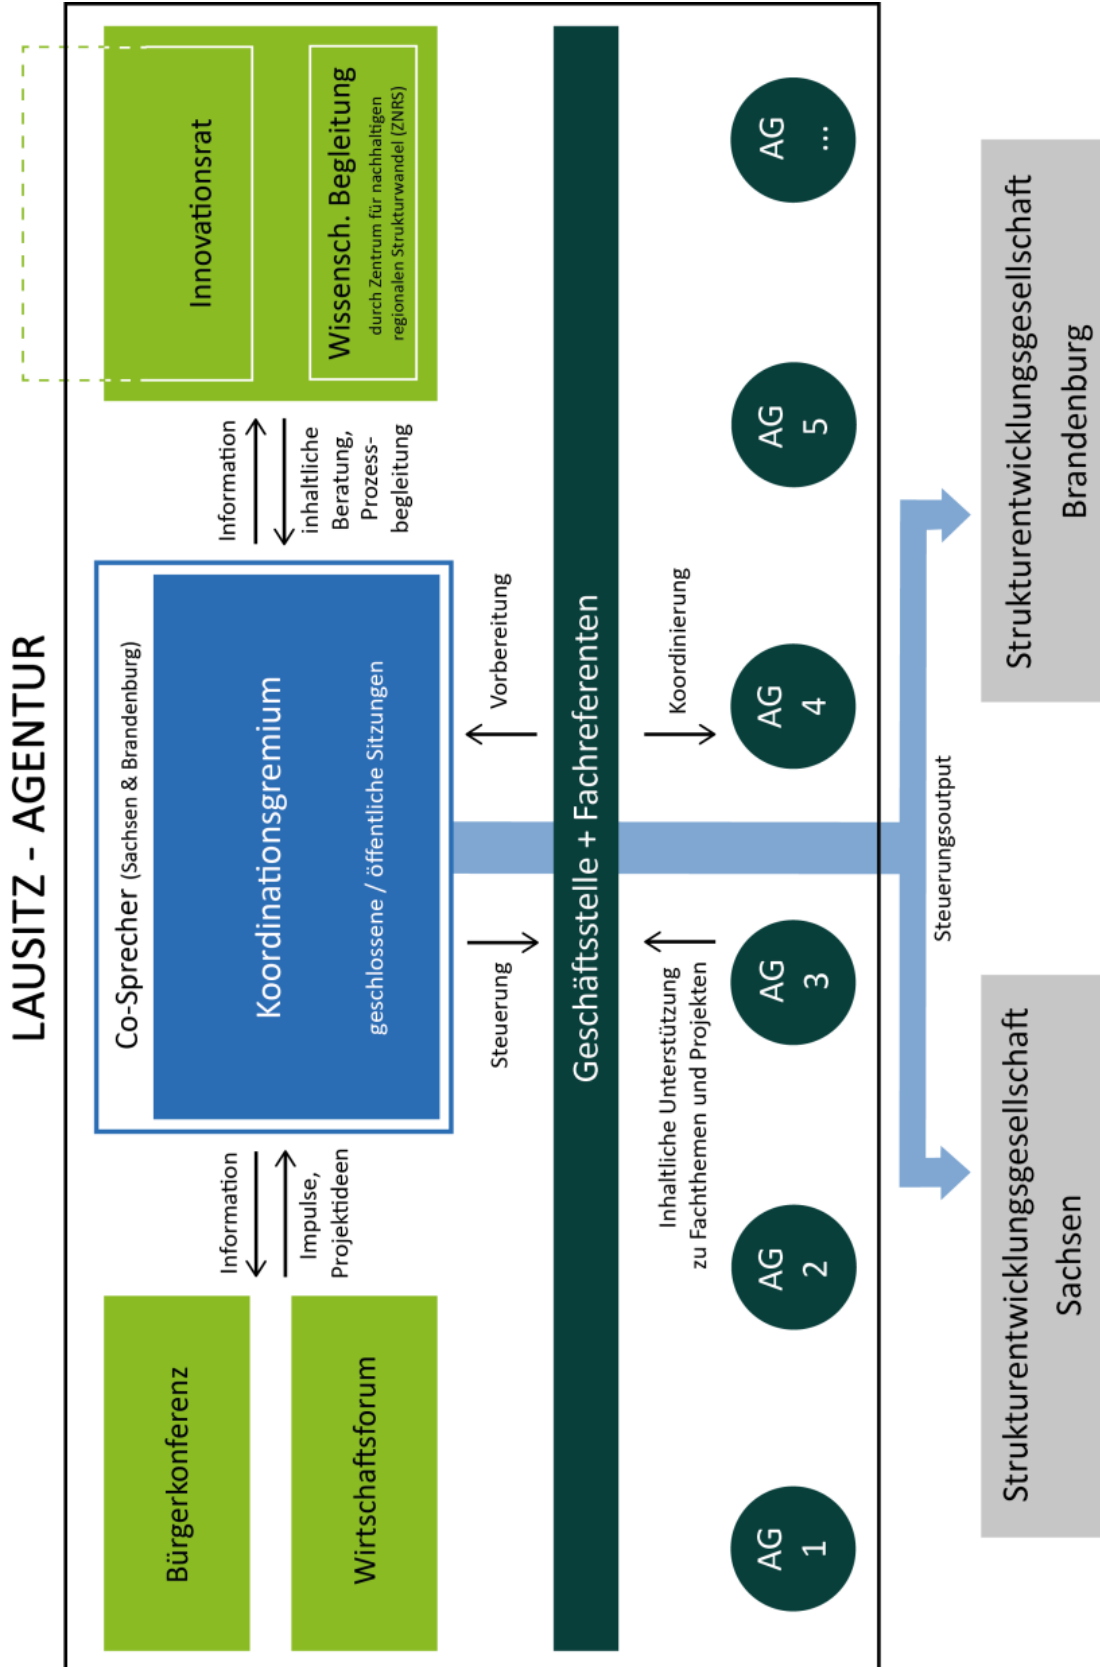 LAUSITZ - AGENTUR
Bürgerkonferenz
Wirtschaftsforum
Information
Impulse,
Projektideen
Co-Sprecher (Sachsen & Brandenburg)
Koordinationsgremium
geschlossene / öffentliche Sitzungen
Information
inhaltliche
Beratung,
Prozess-
begleitung
Innovationsrat
Wissensch. Begleitung
durch Zentrum für nachhaltigen
regionalen Strukturwandel (ZNRS)
Steuerung
Vorbereitung
Geschäftsstelle + Fachreferenten
Inhaltliche Unterstützung
zu Fachthemen und Projekten
Koordinierung
AG
1
AG
2
AG
3
AG
4
AG
5
AG
...
Steuerungsoutput
Strukturentwicklungsgesellschaft
Sachsen
Strukturentwicklungsgesellschaft
Brandenburg